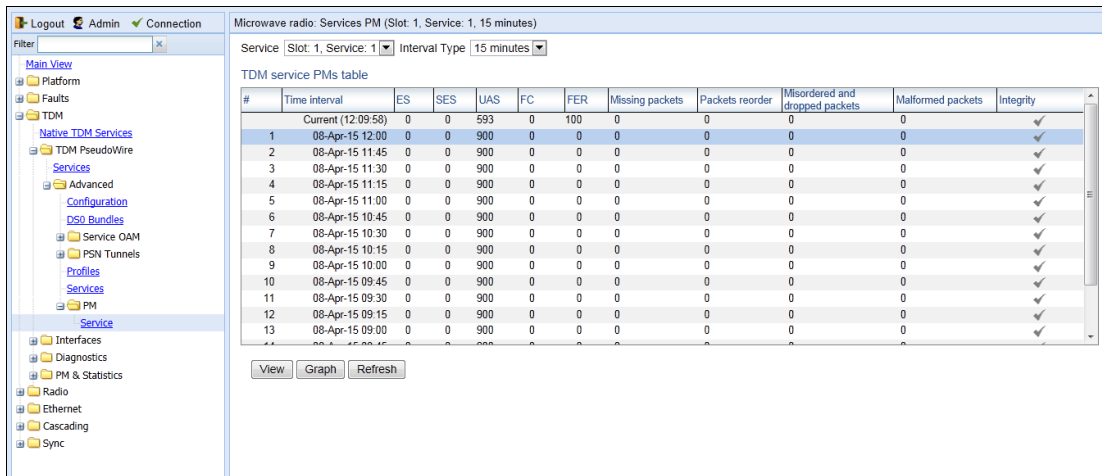 Logout Admin Connection
Filter
Main View
Platform
Faults
TDM
Native TDM Services
TDM PseudoWire
Services
Advanced
Configuration
DS0 Bundles
Service OAM
PSN Tunnels
Profiles
Services
PM
Service
Interfaces
Diagnostics
PM & Statistics
Radio
Ethernet
Cascading
Sync
Microwave radio: Services PM (Slot: 1, Service: 1, 15 minutes)
Service Slot: 1, Service: 1 Interval Type 15 minutes
TDM service PMs table
# Time interval ES SES UAS FC FER Missing packets Packets reorder Misordered and dropped packets Malformed packets Integrity
Current (12:09:58) 0 0 593 0 100 0 0 0 0
1 08-Apr-15 12:00 0 0 900 0 0 0 0 0 0
2 08-Apr-15 11:45 0 0 900 0 0 0 0 0 0
3 08-Apr-15 11:30 0 0 900 0 0 0 0 0 0
4 08-Apr-15 11:15 0 0 900 0 0 0 0 0 0
5 08-Apr-15 11:00 0 0 900 0 0 0 0 0 0
6 08-Apr-15 10:45 0 0 900 0 0 0 0 0 0
7 08-Apr-15 10:30 0 0 900 0 0 0 0 0 0
8 08-Apr-15 10:15 0 0 900 0 0 0 0 0 0
9 08-Apr-15 10:00 0 0 900 0 0 0 0 0 0
10 08-Apr-15 09:45 0 0 900 0 0 0 0 0 0
11 08-Apr-15 09:30 0 0 900 0 0 0 0 0 0
12 08-Apr-15 09:15 0 0 900 0 0 0 0 0 0
13 08-Apr-15 09:00 0 0 900 0 0 0 0 0 0
View Graph Refresh